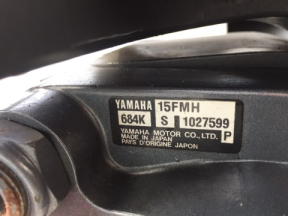 YAMAHA 15FMH
684K S 1027599
YAMAHA MOTOR CO.,LTD. P
MADE IN JAPAN
PAYS D'ORIGINE JAPON